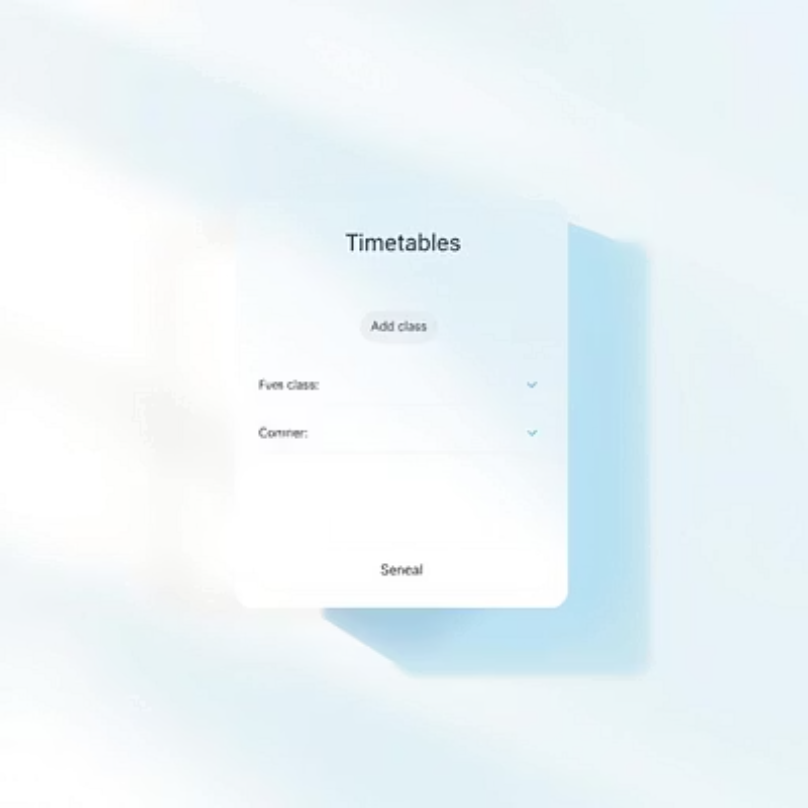 Timetables
Add class
Fves class:
Comner:
Seneal